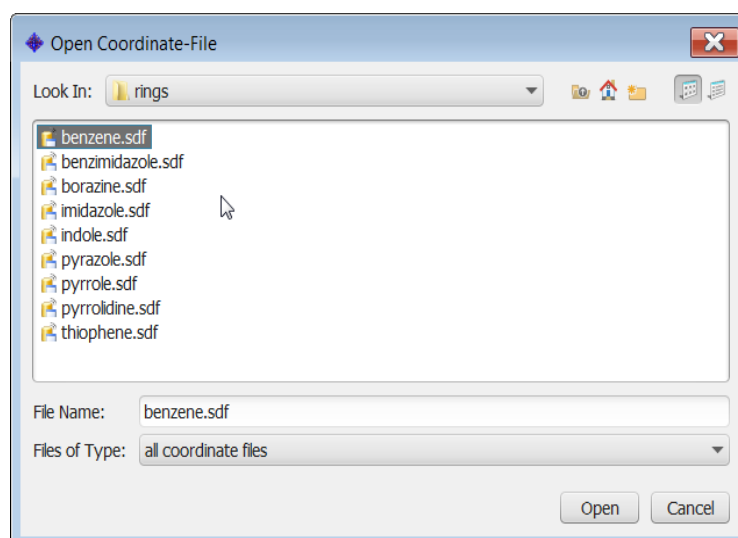 Open Coordinate-File
Look In: rings
benzene.sdf
benzimidazole.sdf
borazine.sdf
imidazole.sdf
indole.sdf
pyrazole.sdf
pyrrole.sdf
pyrrolidine.sdf
thiophene.sdf
File Name: benzene.sdf
Files of Type: all coordinate files
Open Cancel